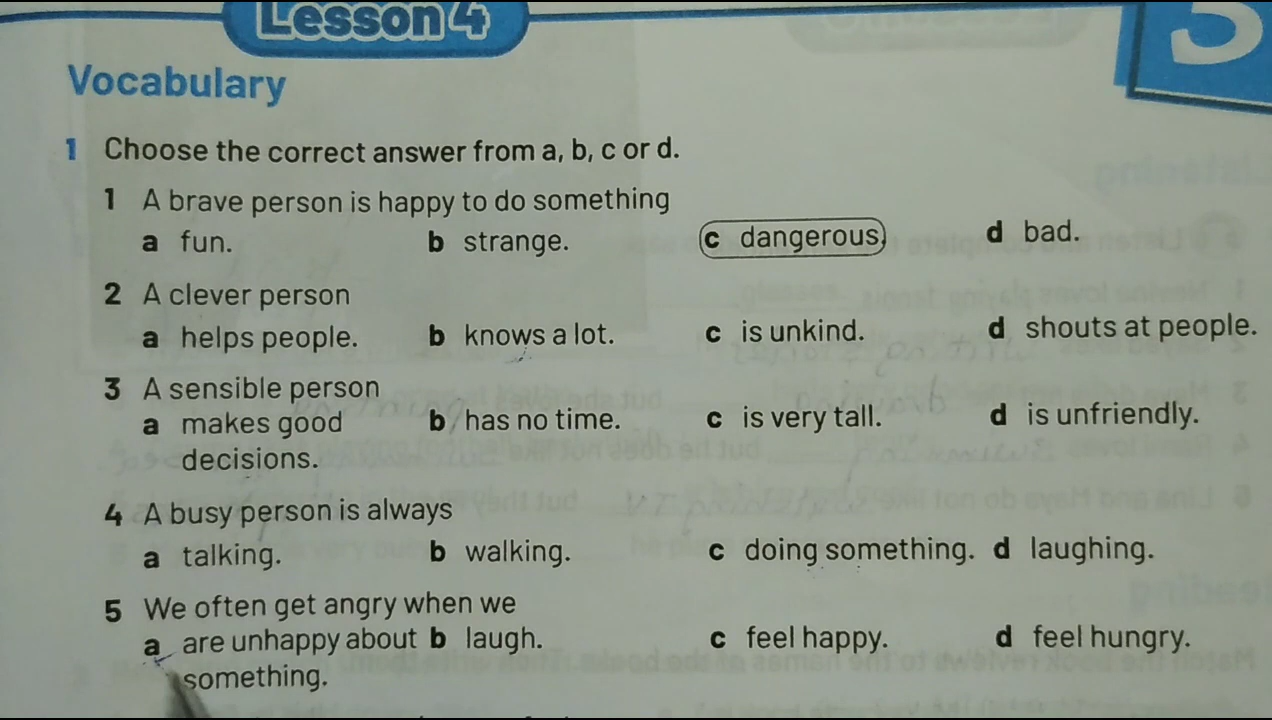 Lesson 4
3
Vocabulary
1 Choose the correct answer from a, b, c or d.
1 A brave person is happy to do something
a fun. b strange. c dangerous. d bad.
2 A clever person
a helps people. b knows a lot. c is unkind. d shouts at people.
3 A sensible person
a makes good b has no time. c is very tall. d is unfriendly.
decisions.
4 A busy person is always
a talking. b walking. c doing something. d laughing.
5 We often get angry when we
a are unhappy about b laugh. c feel happy. d feel hungry.
something.